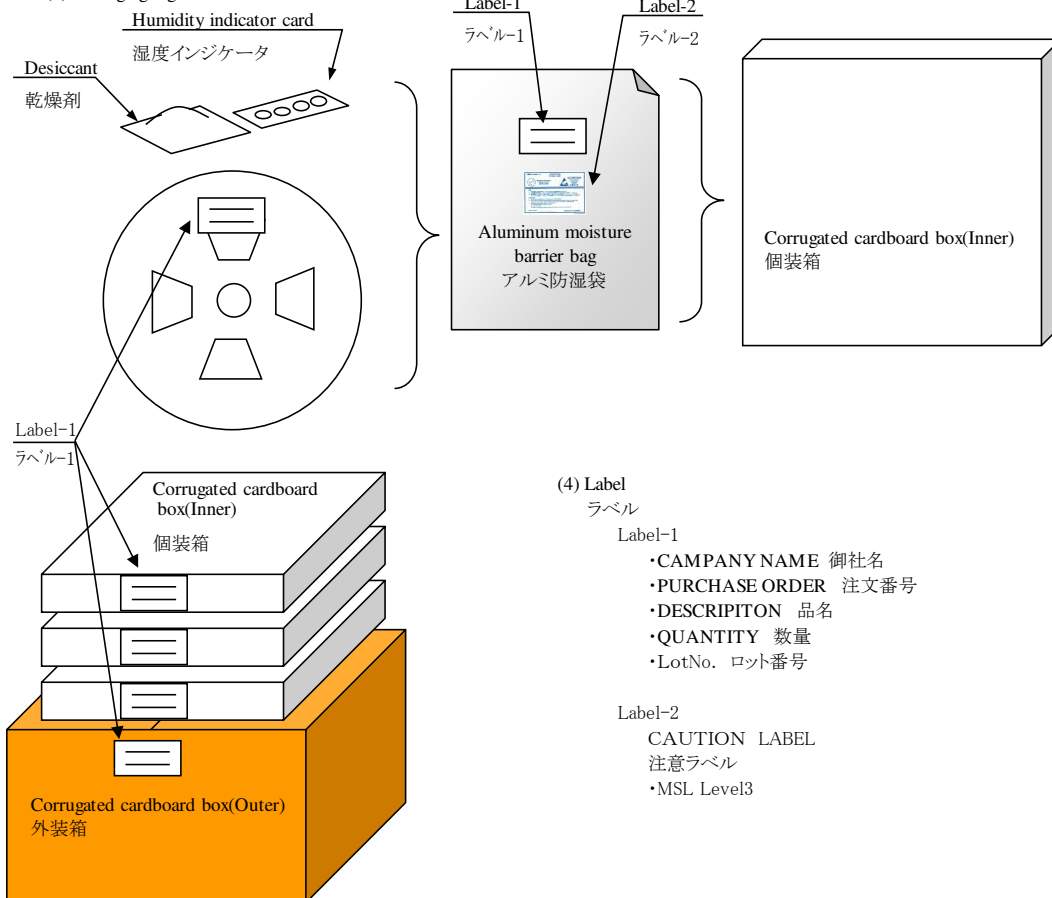 Humidity indicator card
湿度インジケータ
Desiccant
乾燥剤
Label-1
ラベル-1
Label-2
ラベル-2
Aluminum moisture
barrier bag
アルミ防湿袋
Corrugated cardboard box(Inner)
個装箱
Label-1
ラベル-1
Corrugated cardboard
box(Inner)
個装箱
Corrugated cardboard box(Outer)
外装箱
(4) Label
ラベル
Label-1
・CAMPANY NAME 御社名
・PURCHASE ORDER 注文番号
・DESCRIPITON 品名
・QUANTITY 数量
・LotNo. ロット番号
Label-2
CAUTION LABEL
注意ラベル
・MSL Level3